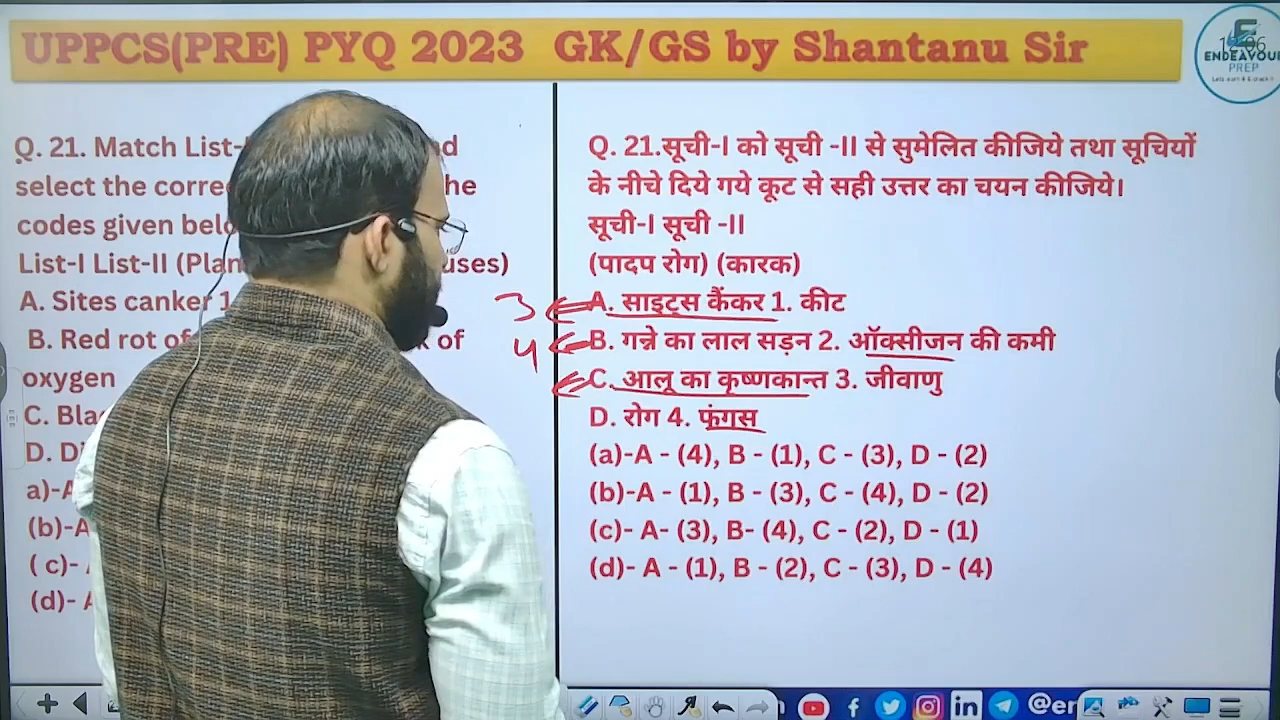 UPPCS(PRE) PYQ 2023 GK/GS by Shantanu Sir
ENDEAVOUR
PREP
Q. 21. Match List-
select the corre
he
codes given belo
List-I List-II (Plan
uses)
A. Sites canker 1
B. Red rot of
of
oxygen
C. Bla
D. Di
a)-A
(b)-A
( c)-
(d)- A
Q. 21.सूची-I को सूची -II से सुमेलित कीजिये तथा सूचियों
के नीचे दिये गये कूट से सही उत्तर का चयन कीजिये।
सूची-I सूची -II
(पादप रोग) (कारक)
3 A. साइट्स कैंकर 1. कीट
4 B. गन्ने का लाल सड़न 2. ऑक्सीजन की कमी
C. आलू का कृष्णकान्त 3. जीवाणु
D. रोग 4. फंगस
(a)-A - (4), B - (1), C - (3), D - (2)
(b)-A - (1), B - (3), C - (4), D - (2)
(c)- A- (3), B- (4), C - (2), D - (1)
(d)- A - (1), B - (2), C - (3), D - (4)
@er